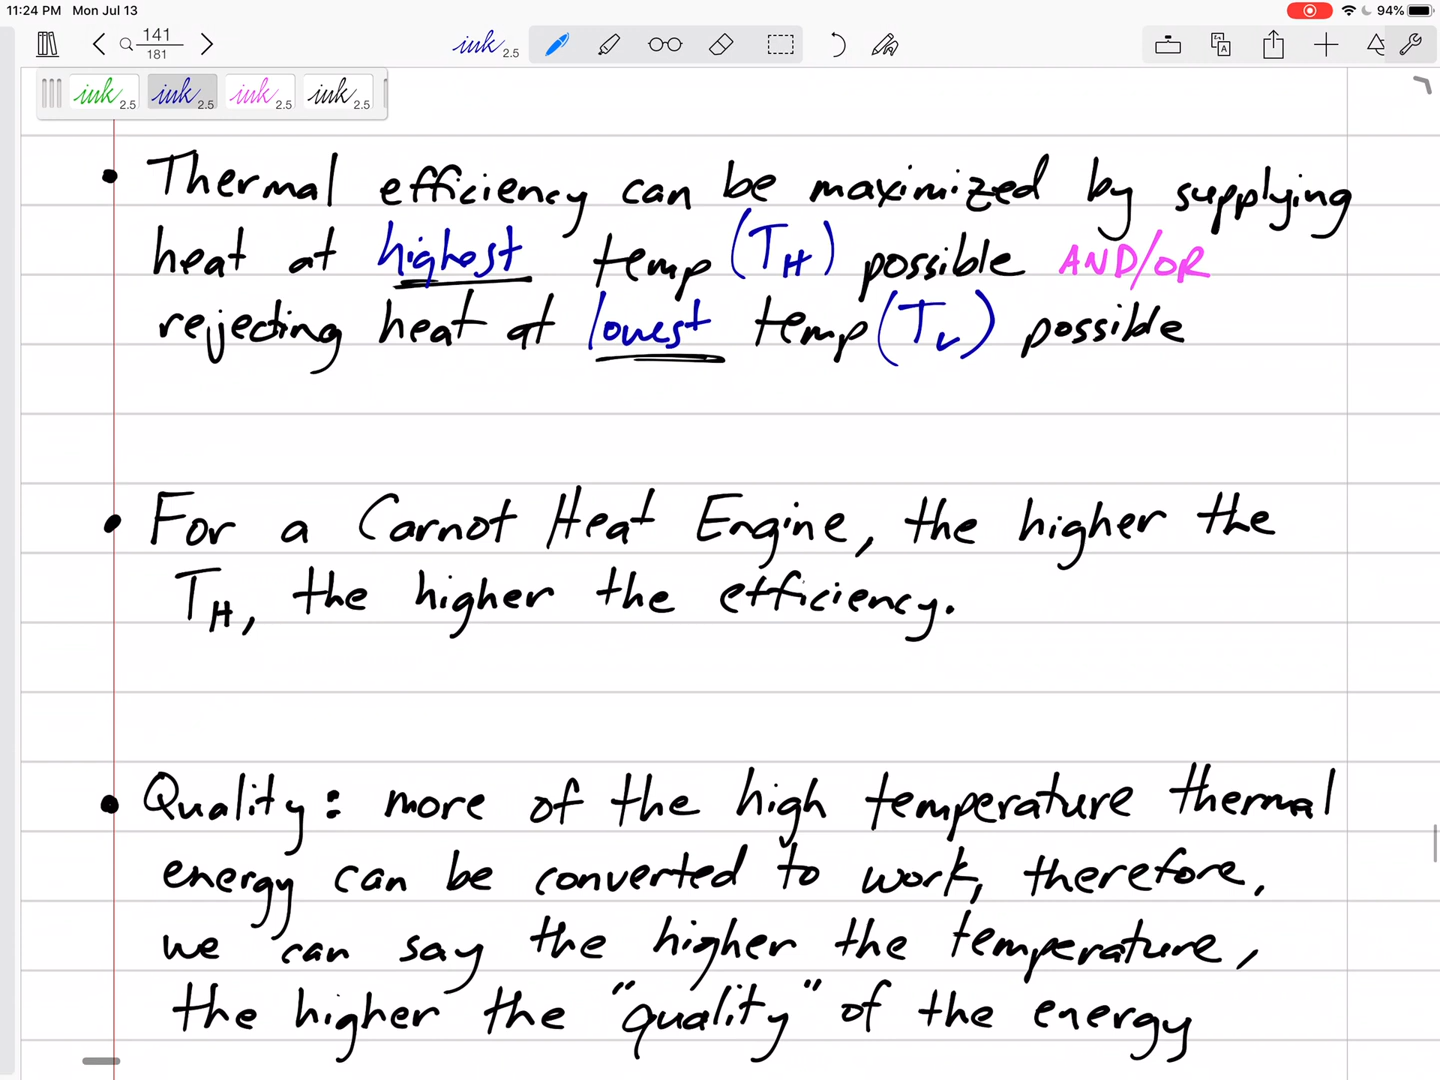 11:24 PM Mon Jul 13
94%
141
181
ink 2.5
ink 2.5
ink 2.5
ink 2.5
ink 2.5
• Thermal efficiency can be maximized by supplying
heat at highest temp (TH) possible AND/OR
rejecting heat at lowest temp (TL) possible
• For a Carnot Heat Engine, the higher the
TH, the higher the efficiency.
• Quality: more of the high temperature thermal
energy can be converted to work, therefore,
we can say the higher the temperature,
the higher the "quality" of the energy